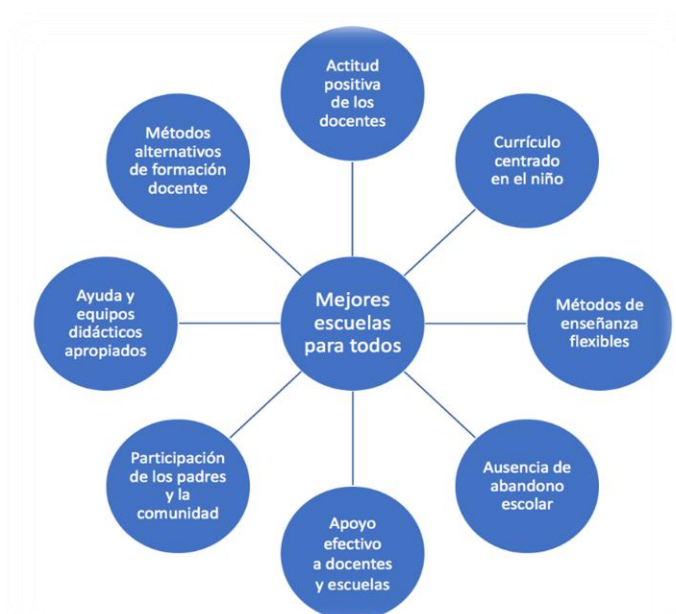 Actitud
positiva
de los
docentes
Currículo
centrado
en el niño
Métodos de
enseñanza
flexibles
Ausencia de
abandono
escolar
Apoyo
efectivo
a docentes
y escuelas
Participación
de los padres
y la
comunidad
Ayuda y
equipos
didácticos
apropiados
Métodos
alternativos
de formación
docente
Mejores
escuelas
para todos